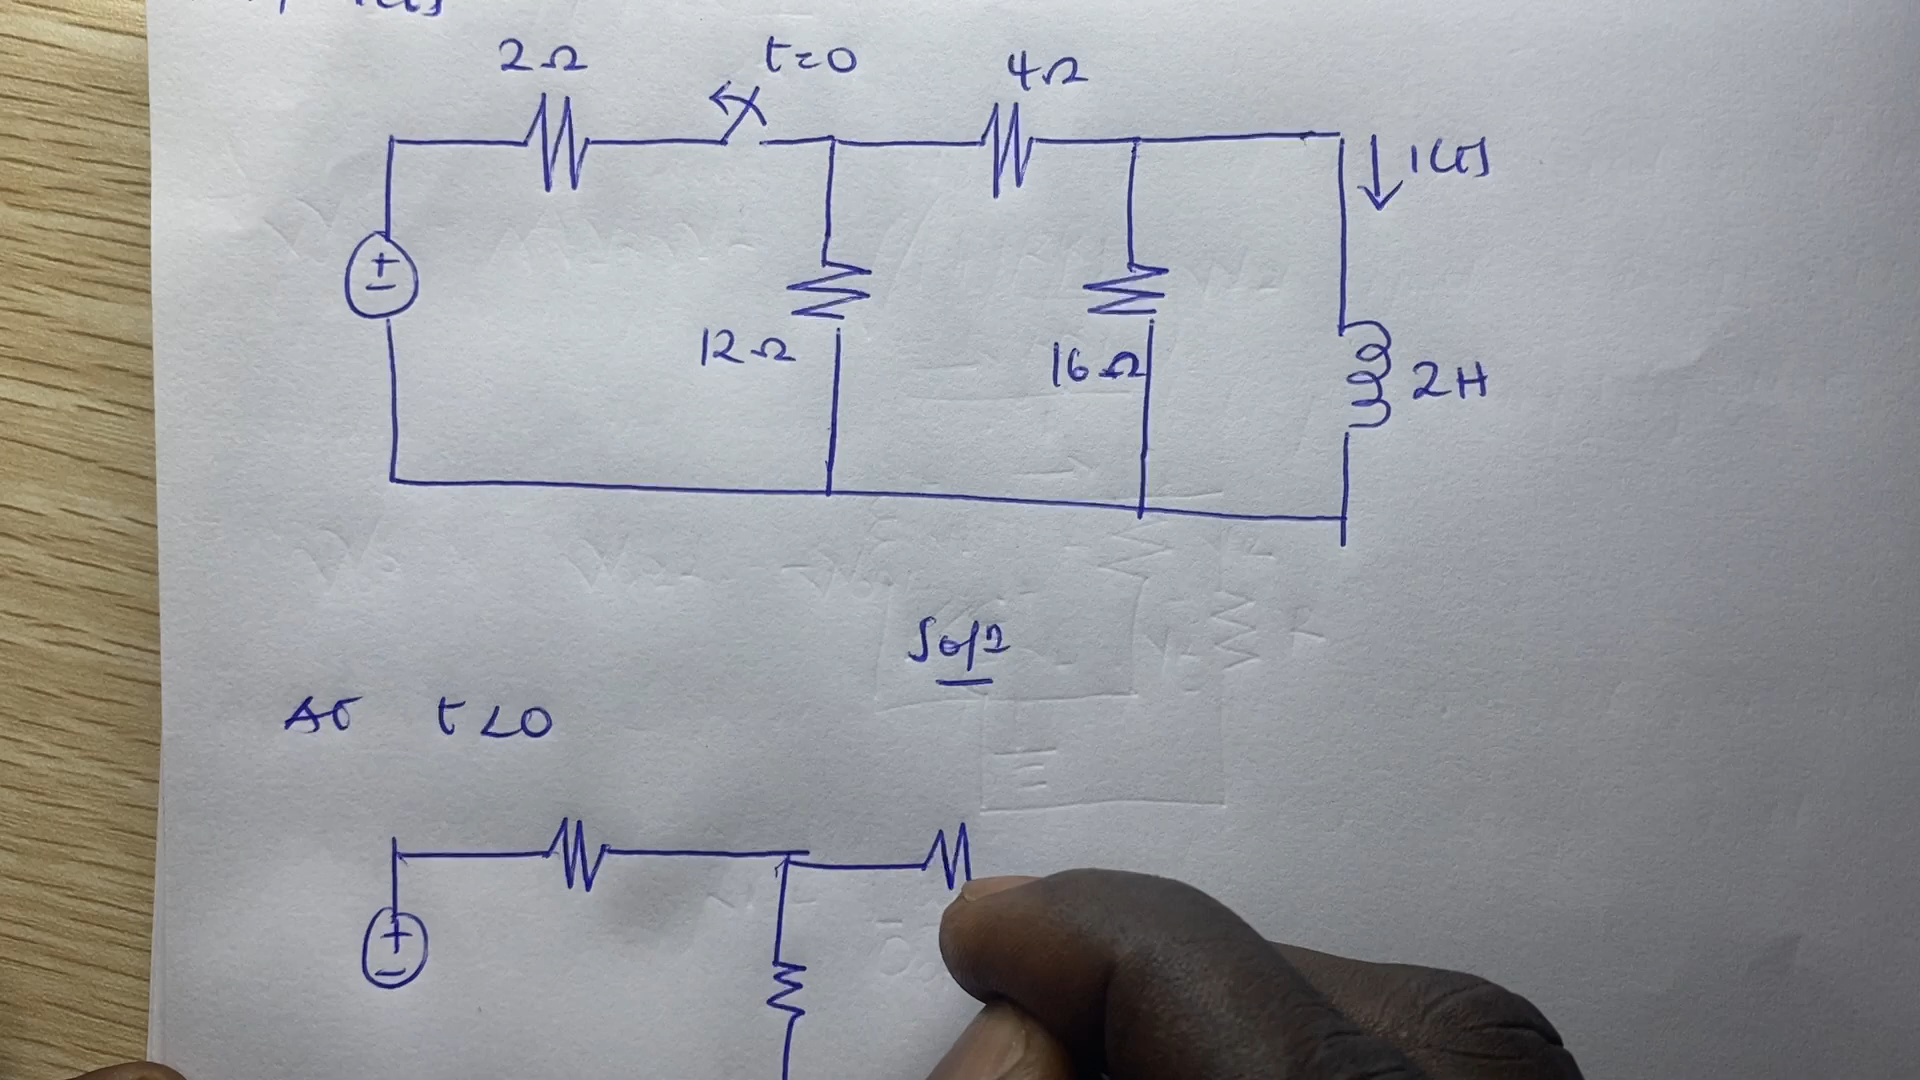 2Ω
t=0
4Ω
i(t)
+
-
12Ω
16Ω
2H
Soln
At t<0
+
-